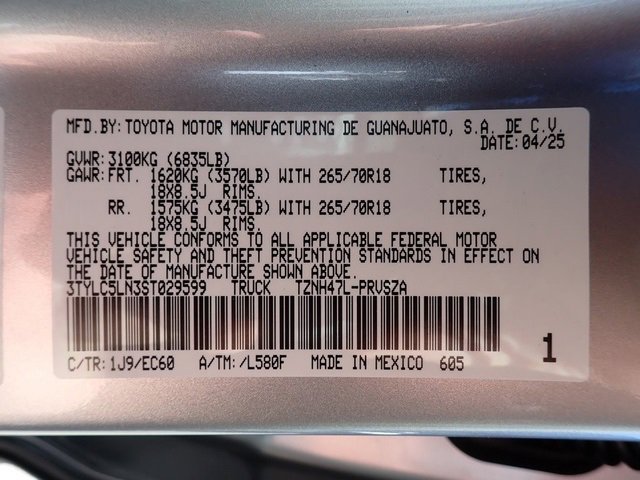 MFD.BY: TOYOTA MOTOR MANUFACTURING DE GUANAJUATO, S.A. DE C.V.
DATE: 04/25
GVWR: 3100KG (6835LB)
GAWR: FRT. 1620KG (3570LB) WITH 265/70R18 TIRES,
18X8.5J RIMS.
RR. 1575KG (3475LB) WITH 265/70R18 TIRES,
18X8.5J RIMS.
THIS VEHICLE CONFORMS TO ALL APPLICABLE FEDERAL MOTOR
VEHICLE SAFETY AND THEFT PREVENTION STANDARDS IN EFFECT ON
THE DATE OF MANUFACTURE SHOWN ABOVE.
3TYLC5LN3ST029599 TRUCK TZNH47L-PRVSZA
1
C/TR: 1J9/EC60 A/TM: /L580F MADE IN MEXICO 605